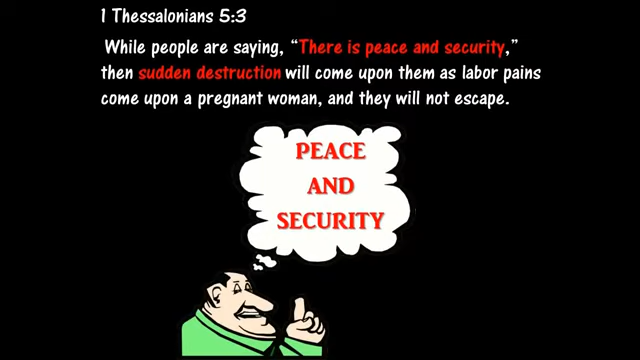 1 Thessalonians 5:3
While people are saying, “There is peace and security,”
then sudden destruction will come upon them as labor pains
come upon a pregnant woman, and they will not escape.
PEACE
AND
SECURITY